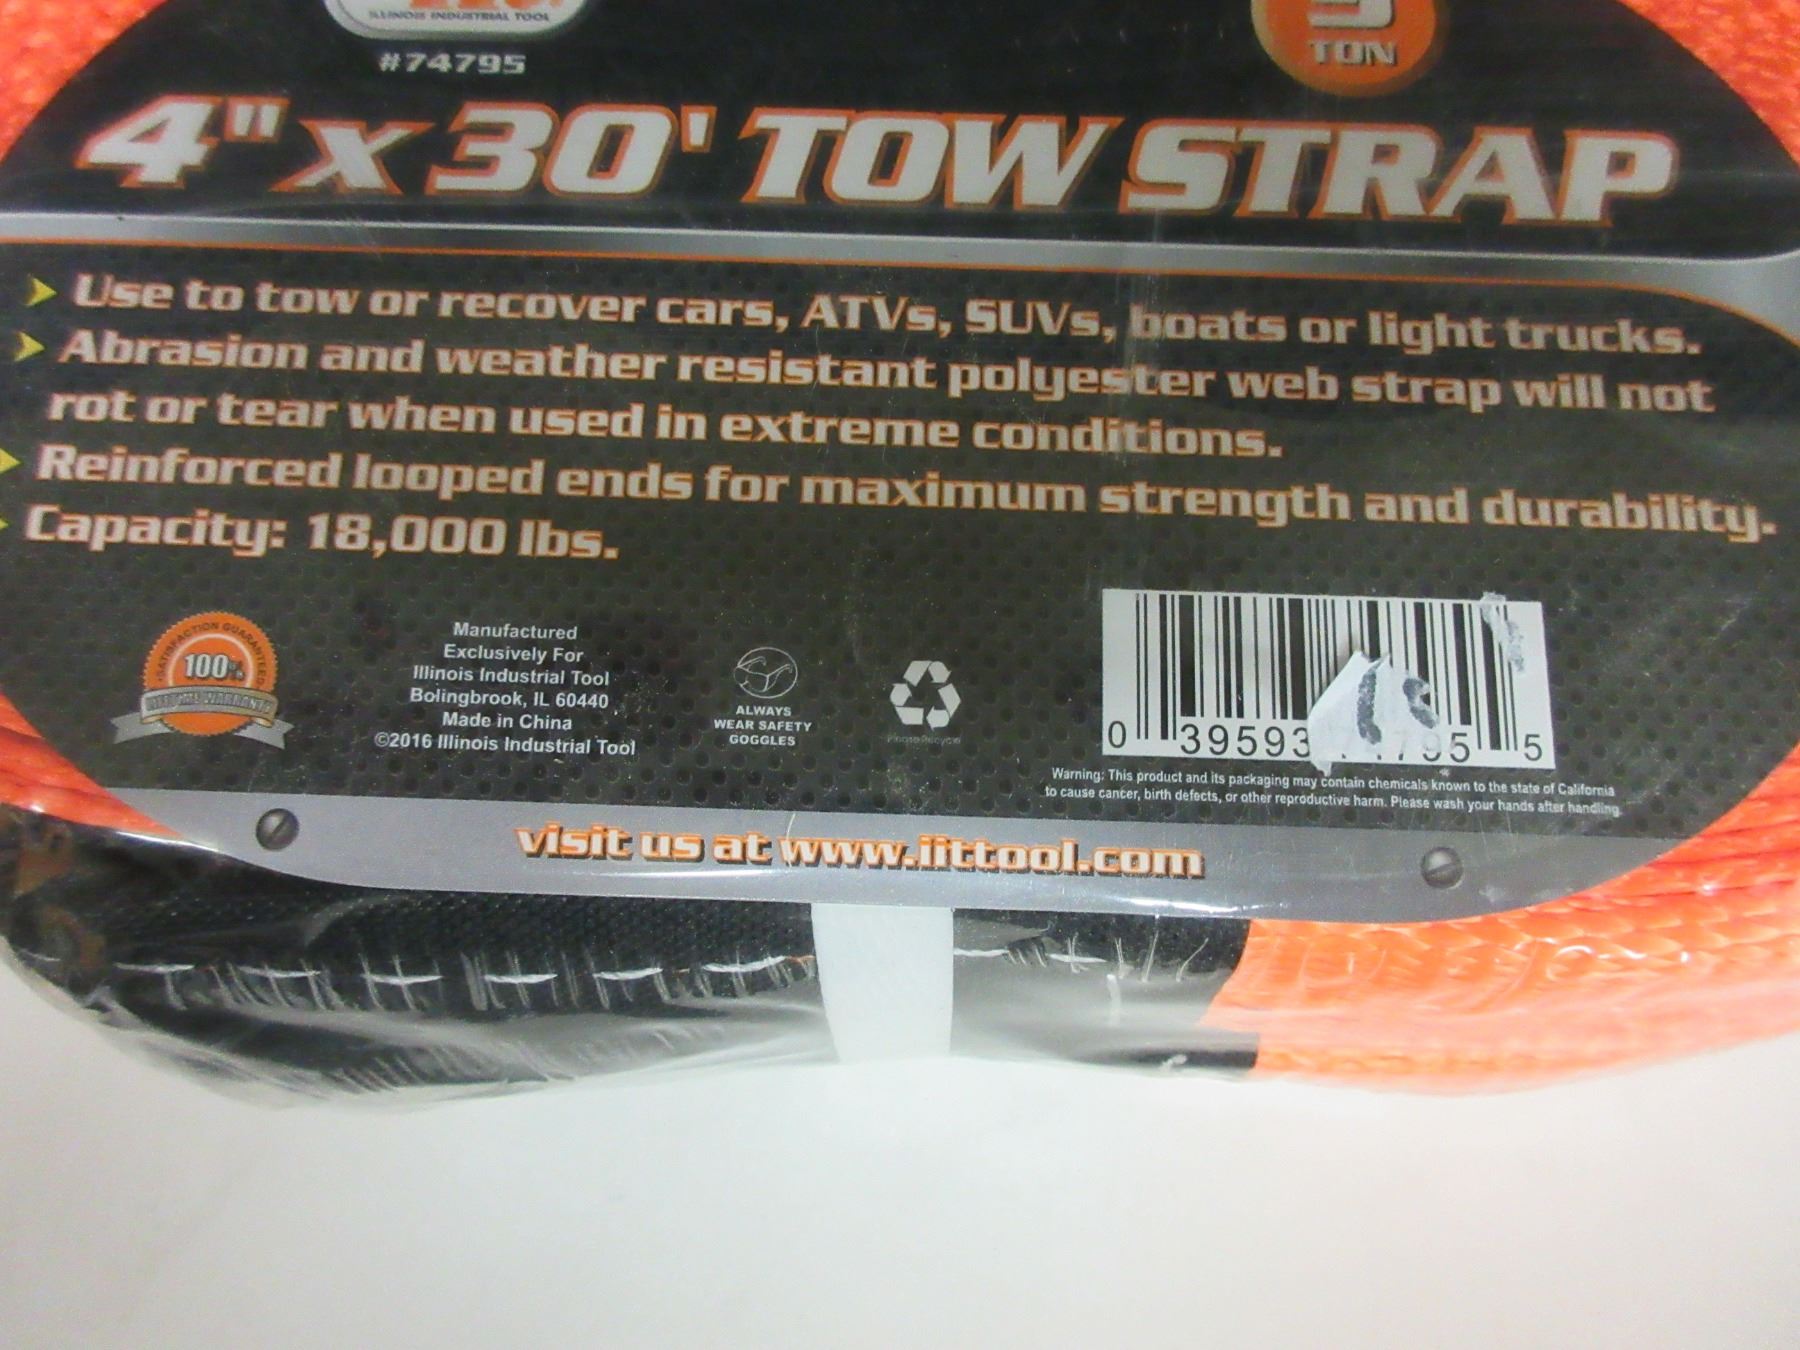 ILLINOIS INDUSTRIAL TOOL
#74795
TON
4" x 30' TOW STRAP
Use to tow or recover cars, ATVs, SUVs, boats or light trucks.
Abrasion and weather resistant polyester web strap will not
rot or tear when used in extreme conditions.
Reinforced looped ends for maximum strength and durability.
Capacity: 18,000 lbs.
SATISFACTION GUARANTEE
100%
LIFETIME WARRANTY
Manufactured
Exclusively For
Illinois Industrial Tool
Bolingbrook, IL 60440
Made in China
©2016 Illinois Industrial Tool
ALWAYS
WEAR SAFETY
GOGGLES
Please Recycle
0 39593 795 5
Warning: This product and its packaging may contain chemicals known to the state of California
to cause cancer, birth defects, or other reproductive harm. Please wash your hands after handling.
visit us at www.iittool.com